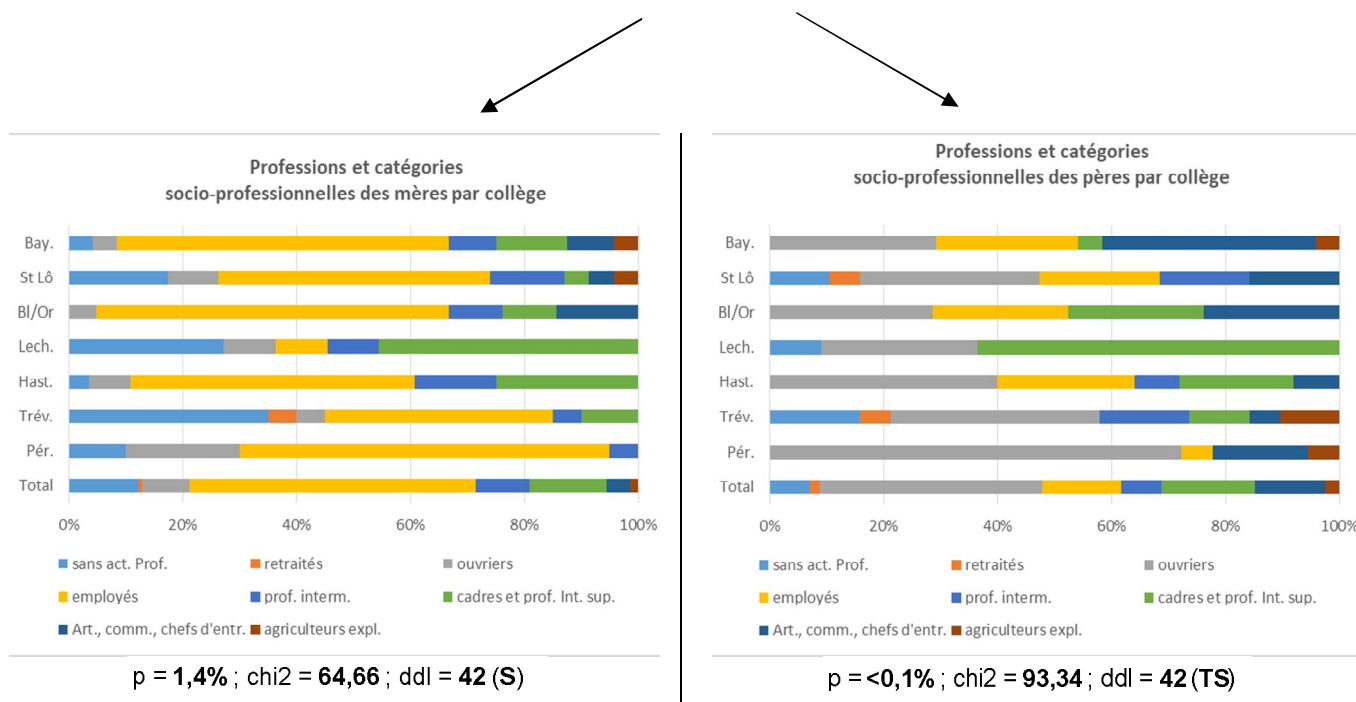 Professions et catégories
socio-professionnelles des mères par collège
Bay.
St Lô
Bl/Or
Lech.
Hast.
Trév.
Pér.
Total
0% 20% 40% 60% 80% 100%
sans act. Prof. retraités ouvriers
employés prof. interm. cadres et prof. Int. sup.
Art., comm., chefs d'entr. agriculteurs expl.
p = 1,4% ; chi2 = 64,66 ; ddl = 42 (S)
Professions et catégories
socio-professionnelles des pères par collège
Bay.
St Lô
Bl/Or
Lech.
Hast.
Trév.
Pér.
Total
0% 20% 40% 60% 80% 100%
sans act. Prof. retraités ouvriers
employés prof. interm. cadres et prof. Int. sup.
Art., comm., chefs d'entr. agriculteurs expl.
p = <0,1% ; chi2 = 93,34 ; ddl = 42 (TS)